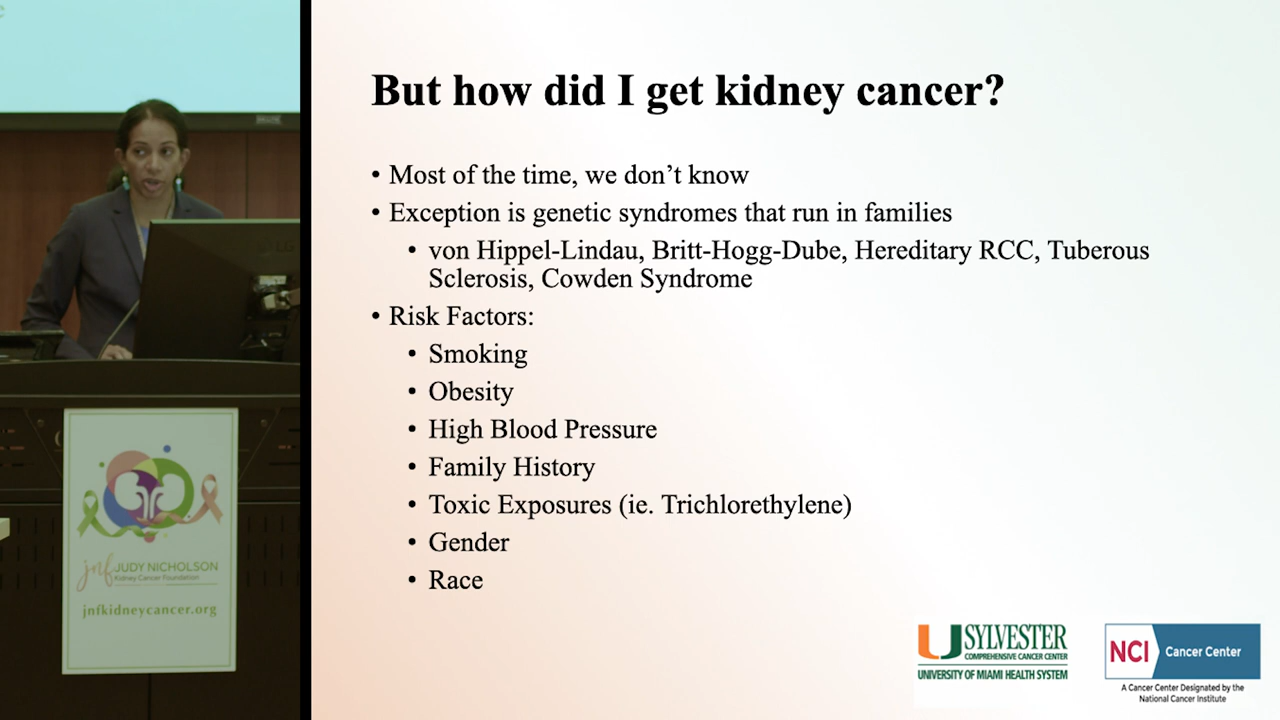 But how did I get kidney cancer?
• Most of the time, we don't know
• Exception is genetic syndromes that run in families
• von Hippel-Lindau, Britt-Hogg-Dube, Hereditary RCC, Tuberous
Sclerosis, Cowden Syndrome
• Risk Factors:
• Smoking
• Obesity
• High Blood Pressure
• Family History
• Toxic Exposures (ie. Trichlorethylene)
• Gender
• Race
jnf JUDY NICHOLSON
Kidney Cancer Foundation
jnfkidneycancer.org
U SYLVESTER
COMPREHENSIVE CANCER CENTER
UNIVERSITY OF MIAMI HEALTH SYSTEM
NCI Cancer Center
A Cancer Center Designated by the
National Cancer Institute